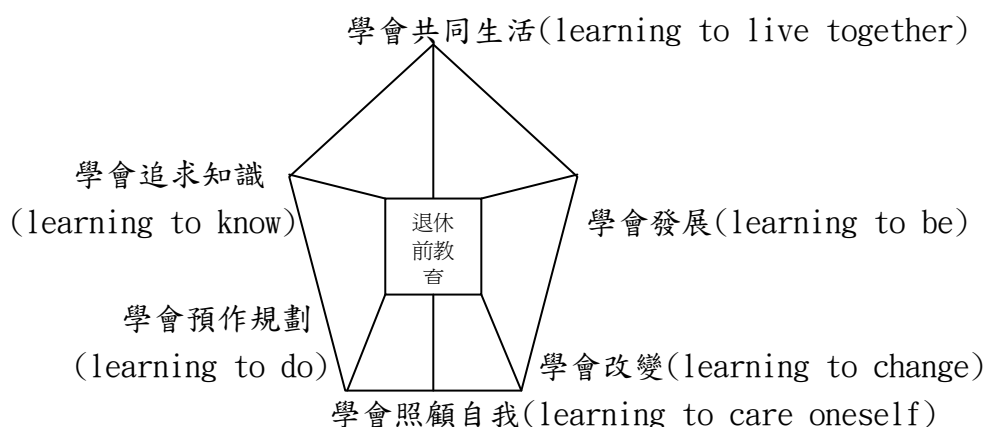 學會共同生活(learning to live together)
學會追求知識
(learning to know)
退休
前教
育
學會發展(learning to be)
學會預作規劃
(learning to do)
學會改變(learning to change)
學會照顧自我(learning to care oneself)